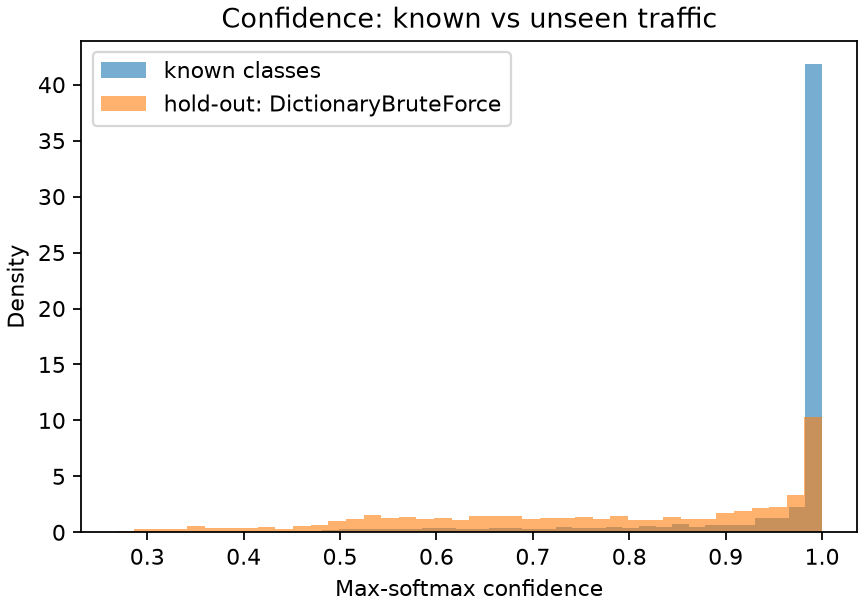 Confidence: known vs unseen traffic
known classes
hold-out: DictionaryBruteForce
Density
40
35
30
25
20
15
10
5
0
0.3 0.4 0.5 0.6 0.7 0.8 0.9 1.0
Max-softmax confidence